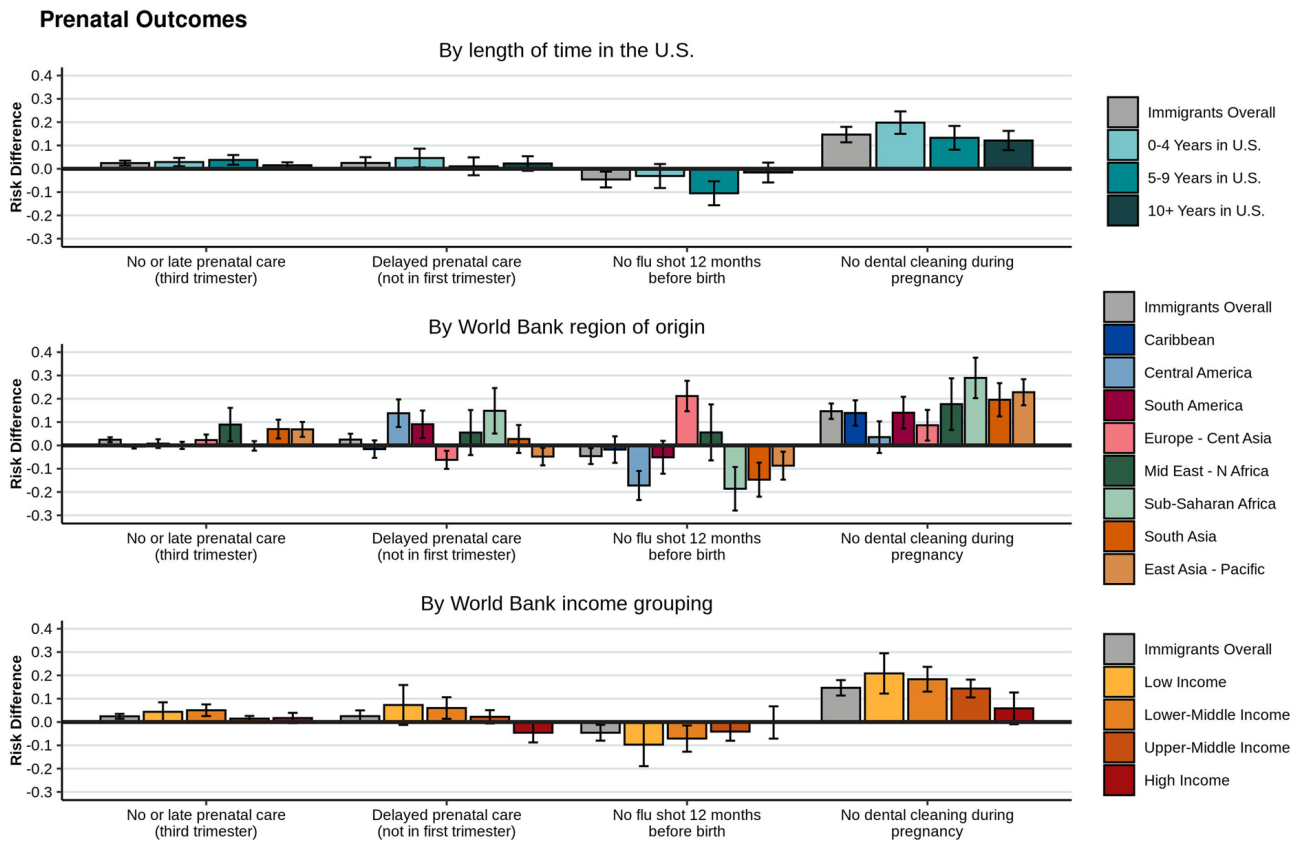 Prenatal Outcomes
By length of time in the U.S.
Risk Difference
0.4
0.3
0.2
0.1
0.0
-0.1
-0.2
-0.3
No or late prenatal care
(third trimester)
Delayed prenatal care
(not in first trimester)
No flu shot 12 months
before birth
No dental cleaning during
pregnancy
Immigrants Overall
0-4 Years in U.S.
5-9 Years in U.S.
10+ Years in U.S.
By World Bank region of origin
Risk Difference
0.4
0.3
0.2
0.1
0.0
-0.1
-0.2
-0.3
No or late prenatal care
(third trimester)
Delayed prenatal care
(not in first trimester)
No flu shot 12 months
before birth
No dental cleaning during
pregnancy
Immigrants Overall
Caribbean
Central America
South America
Europe - Cent Asia
Mid East - N Africa
Sub-Saharan Africa
South Asia
East Asia - Pacific
By World Bank income grouping
Risk Difference
0.4
0.3
0.2
0.1
0.0
-0.1
-0.2
-0.3
No or late prenatal care
(third trimester)
Delayed prenatal care
(not in first trimester)
No flu shot 12 months
before birth
No dental cleaning during
pregnancy
Immigrants Overall
Low Income
Lower-Middle Income
Upper-Middle Income
High Income